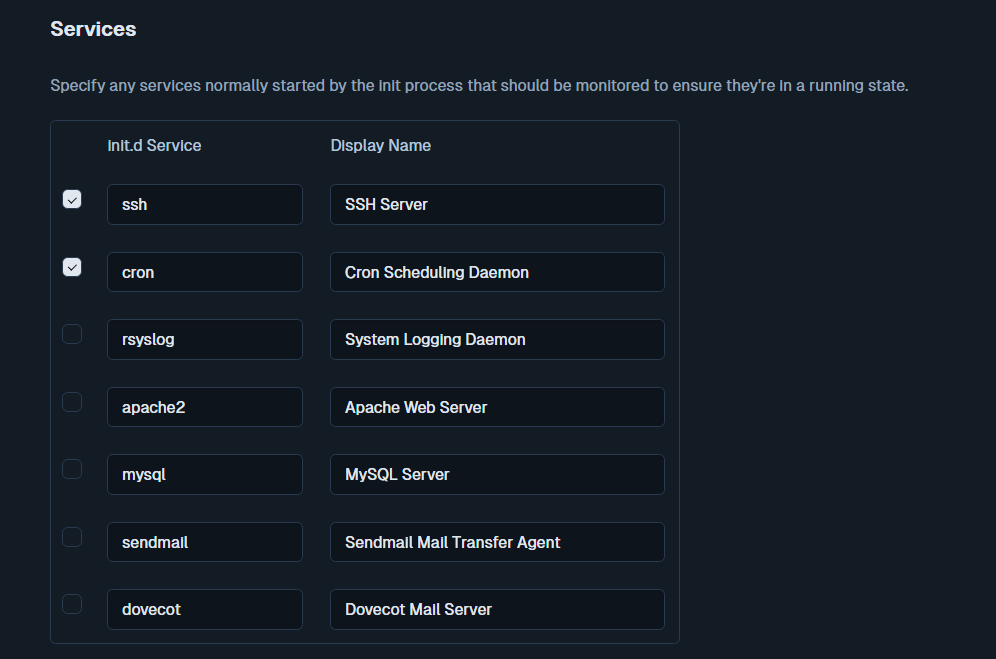 Services
Specify any services normally started by the init process that should be monitored to ensure they're in a running state.
Init.d Service Display Name
ssh SSH Server
cron Cron Scheduling Daemon
rsyslog System Logging Daemon
apache2 Apache Web Server
mysql MySQL Server
sendmail Sendmail Mail Transfer Agent
dovecot Dovecot Mail Server